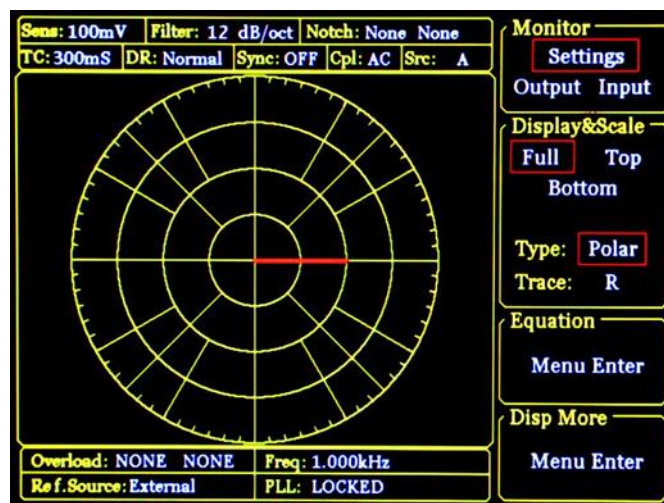 Sens: 100mV Filter: 12 dB/oct Notch: None None
TC: 300mS DR: Normal Sync: OFF Cpl: AC Src: A
Monitor
Settings
Output Input
Display&Scale
Full Top
Bottom
Type: Polar
Trace: R
Equation
Menu Enter
Disp More
Menu Enter
Overload: NONE NONE Freq: 1.000kHz
Ref.Source: External PLL: LOCKED